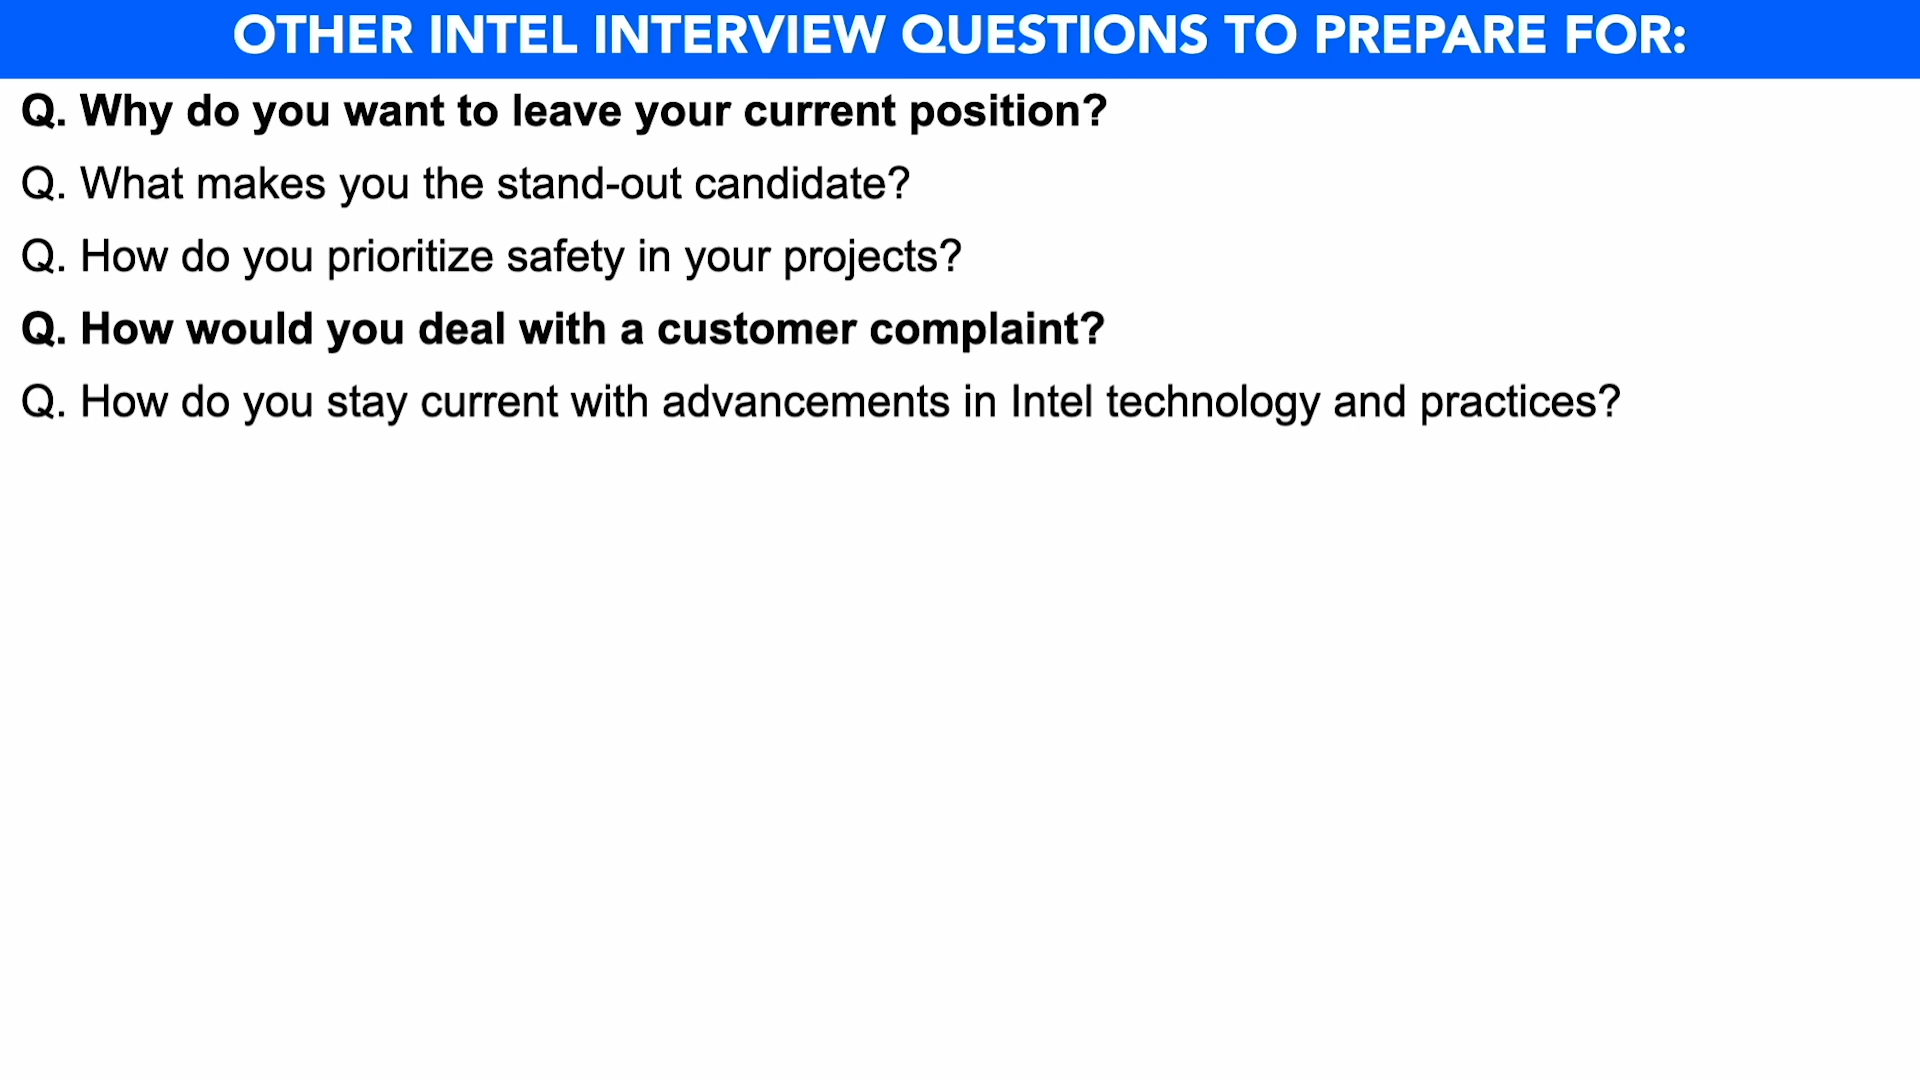 OTHER INTEL INTERVIEW QUESTIONS TO PREPARE FOR:
Q. Why do you want to leave your current position?
Q. What makes you the stand-out candidate?
Q. How do you prioritize safety in your projects?
Q. How would you deal with a customer complaint?
Q. How do you stay current with advancements in Intel technology and practices?